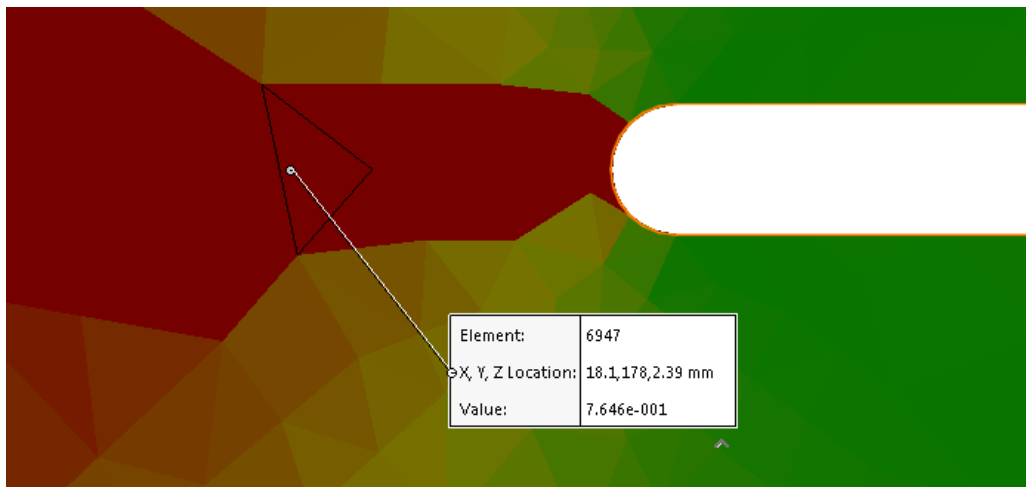 Element: 6947
X, Y, Z Location: 18.1,178,2.39 mm
Value: 7.646e-001